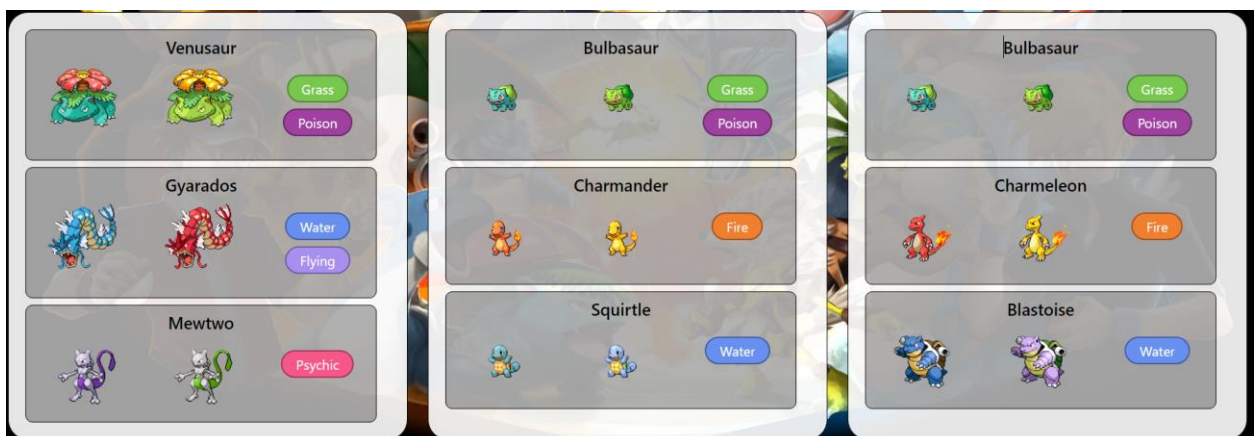 Venusaur
Grass
Poison
Gyarados
Water
Flying
Mewtwo
Psychic
Bulbasaur
Grass
Poison
Charmander
Fire
Squirtle
Water
Bulbasaur
Grass
Poison
Charmeleon
Fire
Blastoise
Water